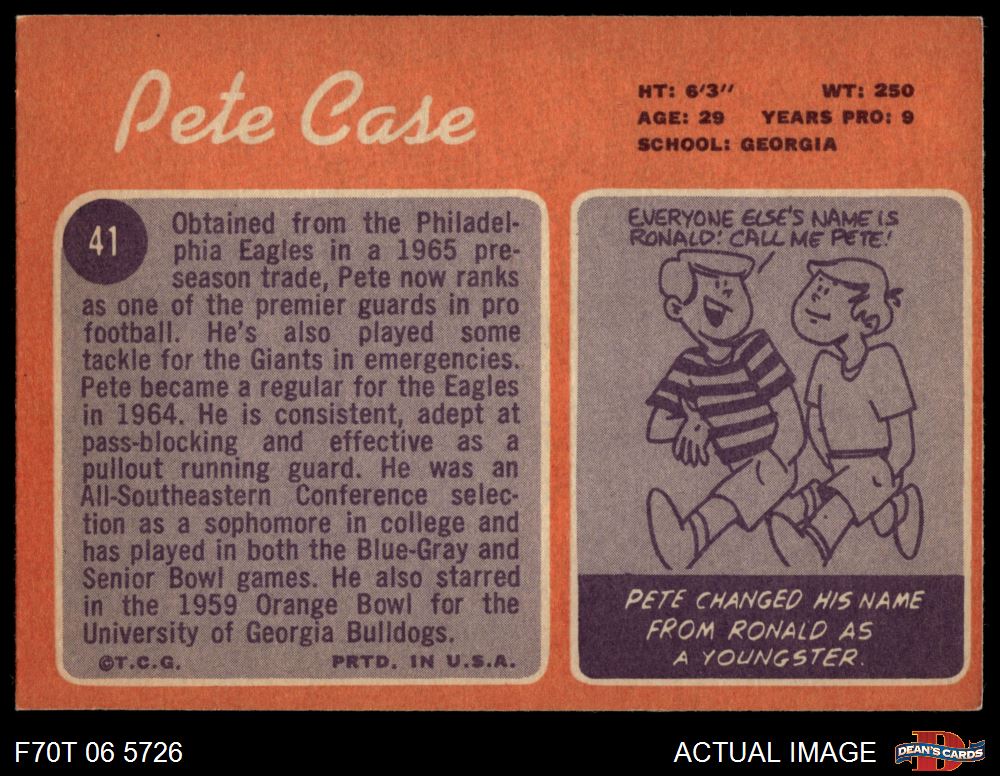 Pete Case
HT: 6'3" WT: 250
AGE: 29 YEARS PRO: 9
SCHOOL: GEORGIA
41
Obtained from the Philadel-
phia Eagles in a 1965 pre-
season trade, Pete now ranks
as one of the premier guards in pro
football. He's also played some
tackle for the Giants in emergencies.
Pete became a regular for the Eagles
in 1964. He is consistent, adept at
pass-blocking and effective as a
pullout running guard. He was an
All-Southeastern Conference selec-
tion as a sophomore in college and
has played in both the Blue-Gray and
Senior Bowl games. He also starred
in the 1959 Orange Bowl for the
University of Georgia Bulldogs.
©T.C.G. PRTD. IN U.S.A.
EVERYONE ELSE'S NAME IS
RONALD! CALL ME PETE!
PETE CHANGED HIS NAME
FROM RONALD AS
A YOUNGSTER.
F70T 06 5726
ACTUAL IMAGE
DEAN'S CARDS